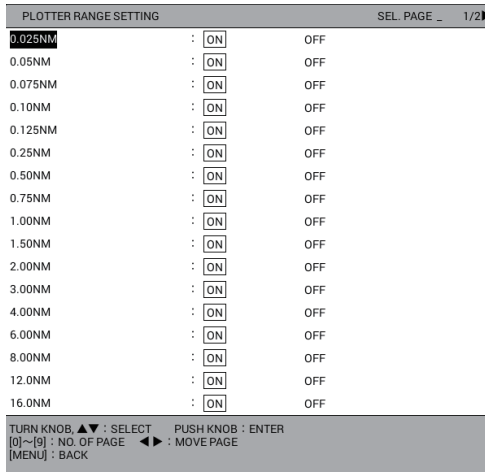 PLOTTER RANGE SETTING SEL. PAGE _ 1/2▶
0.025NM : ON OFF
0.05NM : ON OFF
0.075NM : ON OFF
0.10NM : ON OFF
0.125NM : ON OFF
0.25NM : ON OFF
0.50NM : ON OFF
0.75NM : ON OFF
1.00NM : ON OFF
1.50NM : ON OFF
2.00NM : ON OFF
3.00NM : ON OFF
4.00NM : ON OFF
6.00NM : ON OFF
8.00NM : ON OFF
12.0NM : ON OFF
16.0NM : ON OFF
TURN KNOB, ▲▼ : SELECT PUSH KNOB : ENTER
[0]～[9] : NO. OF PAGE ◀ ▶ : MOVE PAGE
[MENU] : BACK